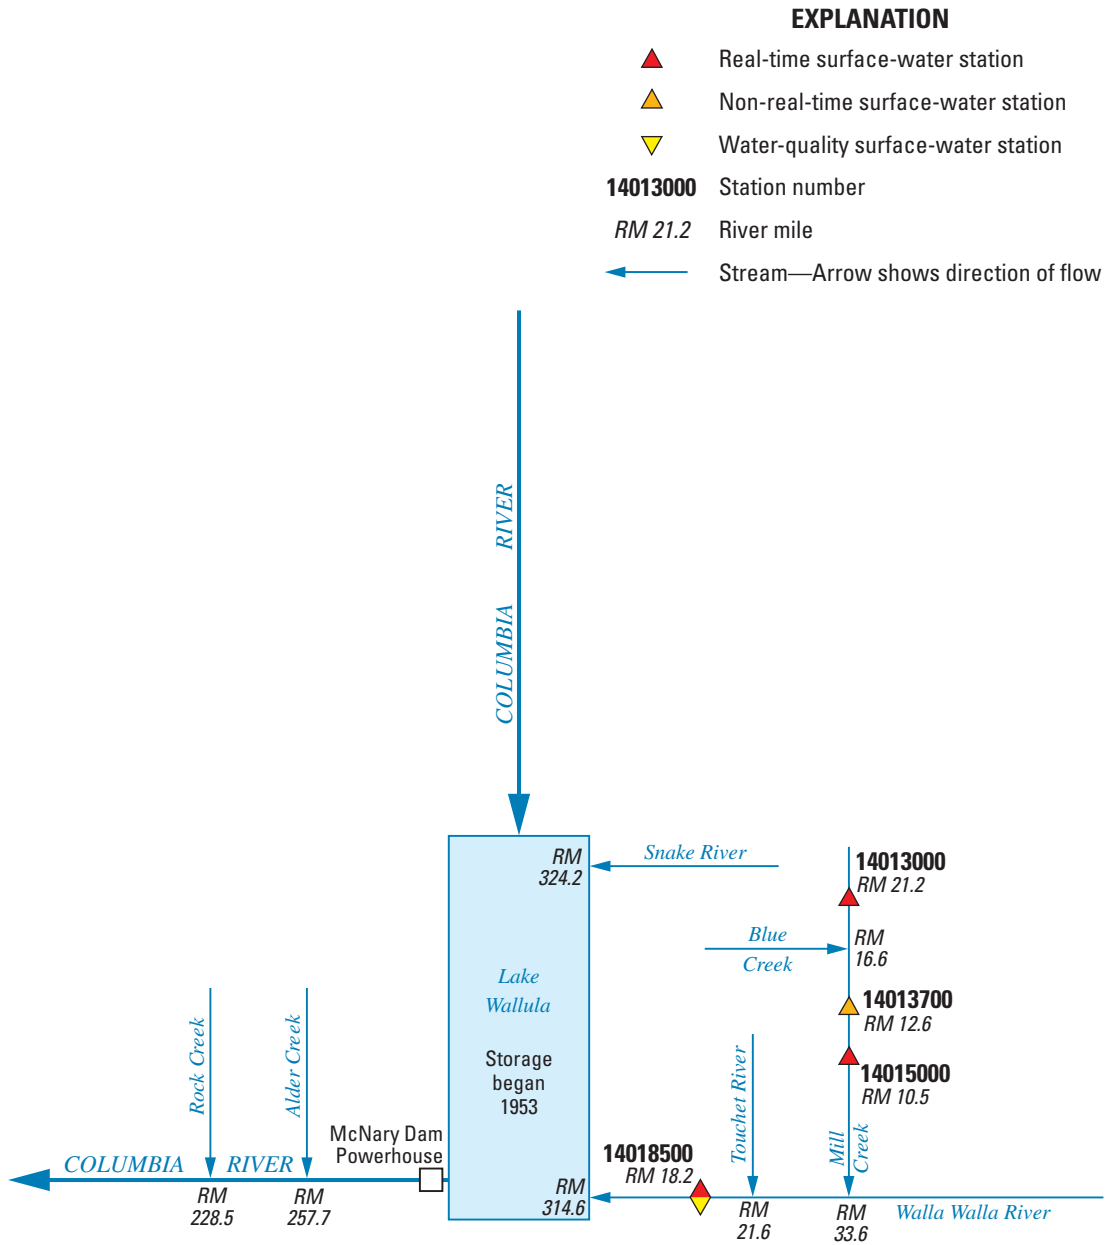 EXPLANATION
Real-time surface-water station
Non-real-time surface-water station
Water-quality surface-water station
14013000 Station number
RM 21.2 River mile
Stream—Arrow shows direction of flow
COLUMBIA RIVER
RM
324.2
Snake River
14013000
RM 21.2
Blue
Creek
RM
16.6
Lake
Wallula
14013700
RM 12.6
Storage
began
1953
14015000
RM 10.5
Rock Creek
Alder Creek
Touchet River
Mill
Creek
McNary Dam
Powerhouse
14018500
RM 18.2
COLUMBIA RIVER
RM
228.5
RM
257.7
RM
314.6
RM
21.6
RM
33.6
Walla Walla River